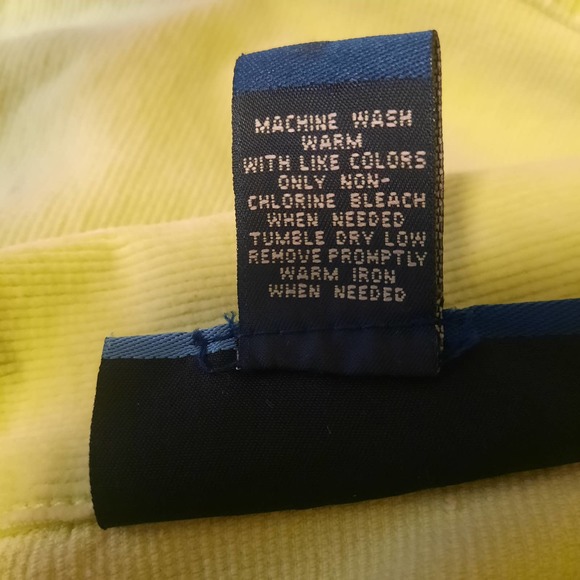 MACHINE WASH
WARM
WITH LIKE COLORS
ONLY NON-
CHLORINE BLEACH
WHEN NEEDED
TUMBLE DRY LOW
REMOVE PROMPTLY
WARM IRON
WHEN NEEDED